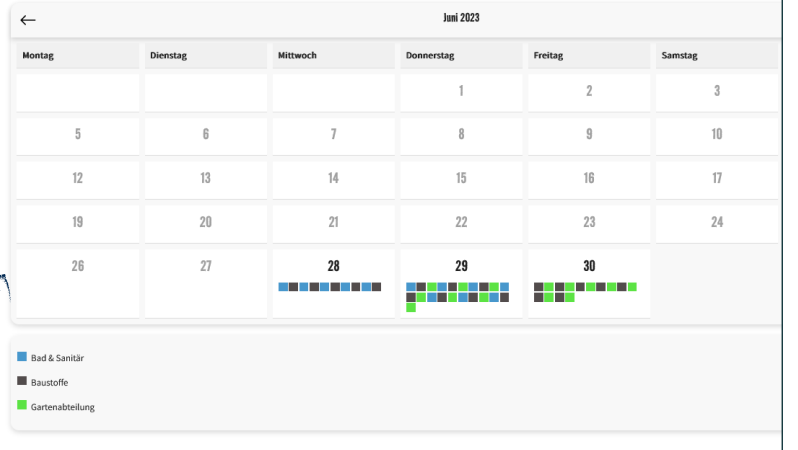 Juni 2023
Montag Dienstag Mittwoch Donnerstag Freitag Samstag
1 2 3
5 6 7 8 9 10
12 13 14 15 16 17
19 20 21 22 23 24
26 27 28 29 30
Bad & Sanitär
Baustoffe
Gartenabteilung